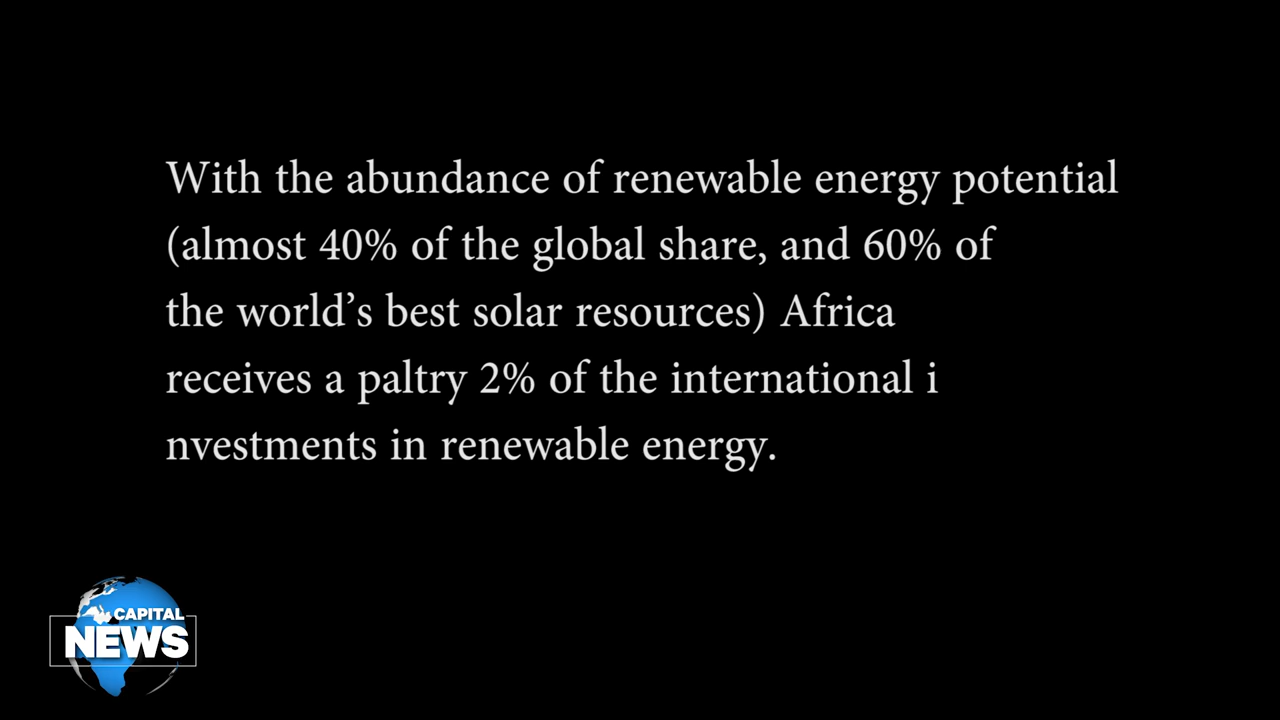 With the abundance of renewable energy potential
(almost 40% of the global share, and 60% of
the world’s best solar resources) Africa
receives a paltry 2% of the international i
nvestments in renewable energy.
CAPITAL
NEWS